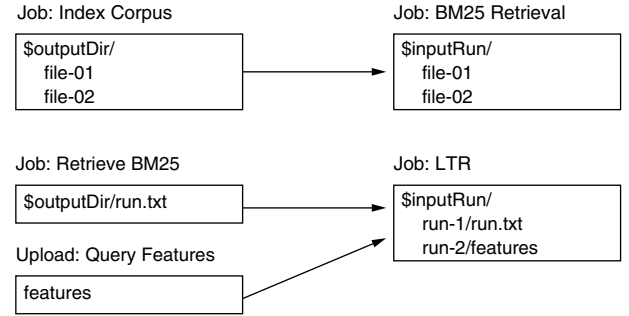 Job: Index Corpus
$outputDir/
file-01
file-02
Job: BM25 Retrieval
$inputRun/
file-01
file-02
Job: Retrieve BM25
$outputDir/run.txt
Upload: Query Features
features
Job: LTR
$inputRun/
run-1/run.txt
run-2/features